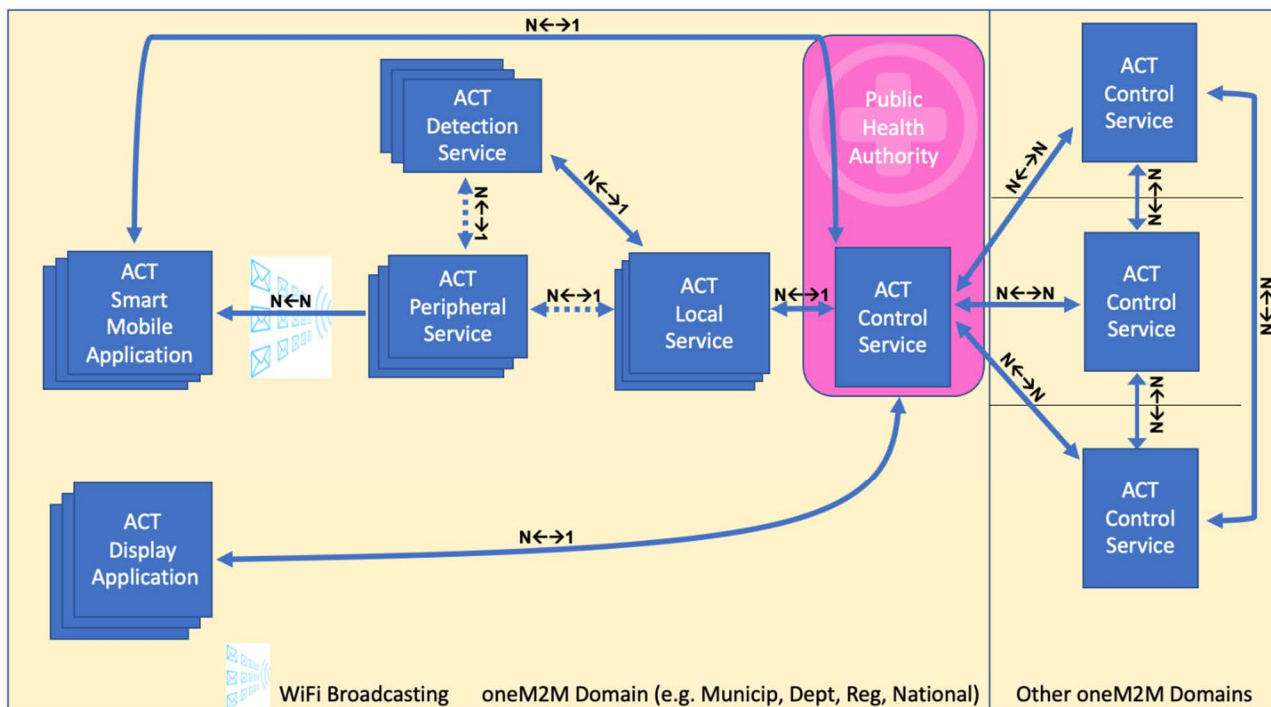 N←→1
ACT
Detection
Service
Public
Health
Authority
ACT
Control
Service
N←→N
N←→N
N←→1
N←→1
ACT
Smart
Mobile
Application
N←N
ACT
Peripheral
Service
N←→1
ACT
Local
Service
N←→1
ACT
Control
Service
N←→N
ACT
Control
Service
N←→N
N←→N
N←→N
ACT
Control
Service
ACT
Display
Application
N←→1
WiFi Broadcasting
oneM2M Domain (e.g. Municip, Dept, Reg, National)
Other oneM2M Domains